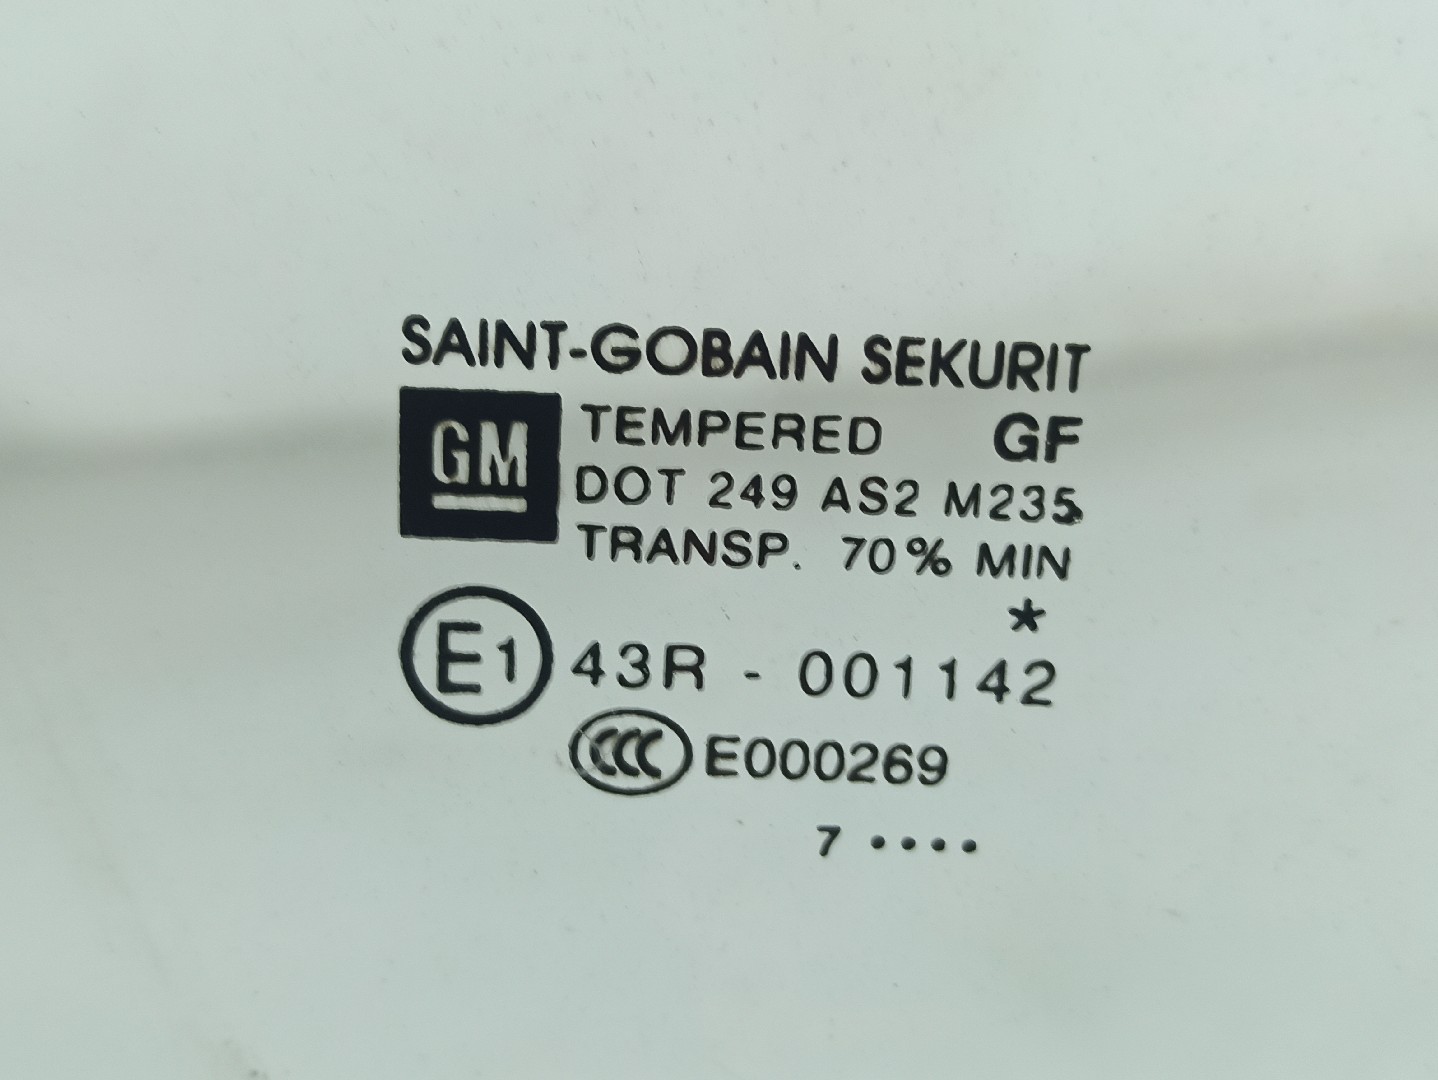 SAINT-GOBAIN SEKURIT
GM
TEMPERED GF
DOT 249 AS2 M235
TRANSP. 70% MIN
*
E1 43R - 001142
CCC E000269
7 ····